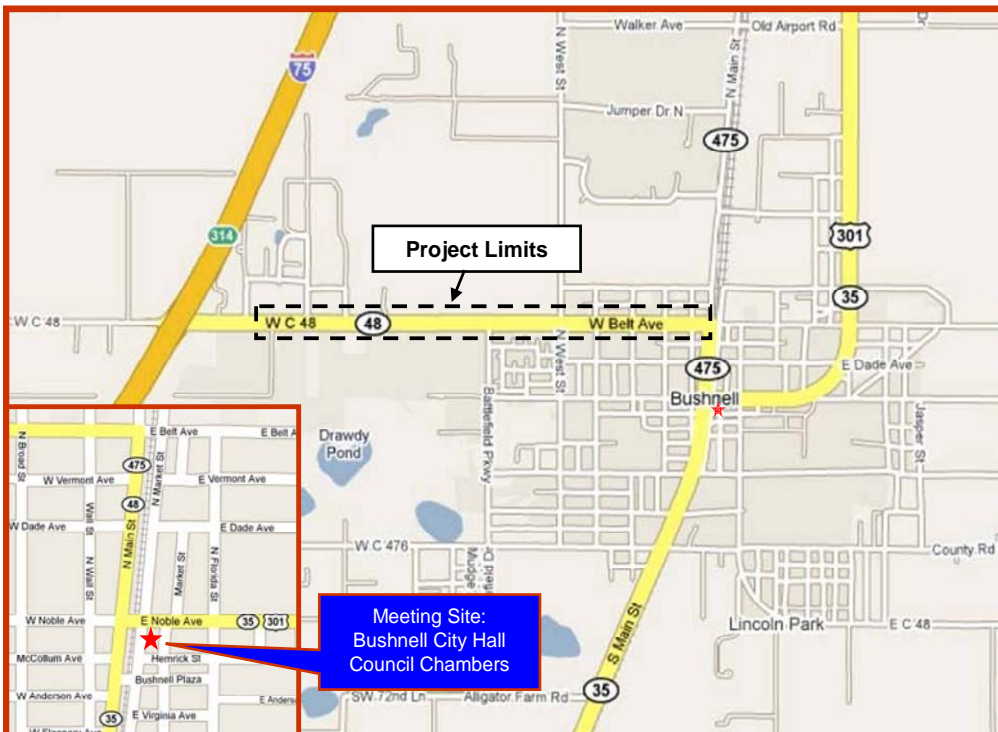 Walker Ave
Old Airport Rd
N West St
N Main St
75
Jumper Dr N
475
314
301
Project Limits
35
W C 48
W C 48
48
W Belt Ave
N West St
475
E Dade Ave
Bushnell
Battlefield Pkwy
Jasper St
Drawdy
Pond
W C 476
County Rd
Lincoln Park
E C 48
S Main St
SW 72nd Ln
Alligator Farm Rd
35
E Belt Ave
N Broad St
475
N Market St
W Vermont Ave
E Vermont Ave
48
Wall St
W Dade Ave
E Dade Ave
N Wall St
N Main St
Market St
N Florida St
W Noble Ave
E Noble Ave
35
301
McCollum Ave
Hemrick St
Bushnell Plaza
W Anderson Ave
35
E Virginia Ave
Meeting Site:
Bushnell City Hall
Council Chambers